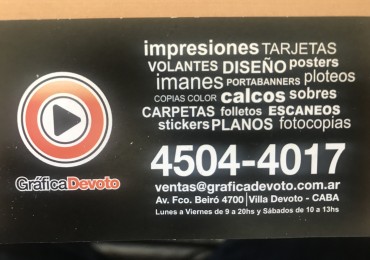 impresiones TARJETAS
VOLANTES DISEÑO posters
imanes PORTABANNERS ploteos
COPIAS COLOR calcos sobres
CARPETAS folletos ESCANEOS
stickers PLANOS fotocopias
4504-4017
GráficaDevoto
ventas@graficadevoto.com.ar
Av. Fco. Beiró 4700 | Villa Devoto - CABA
Lunes a Viernes de 9 a 20hs y Sábados de 10 a 13hs